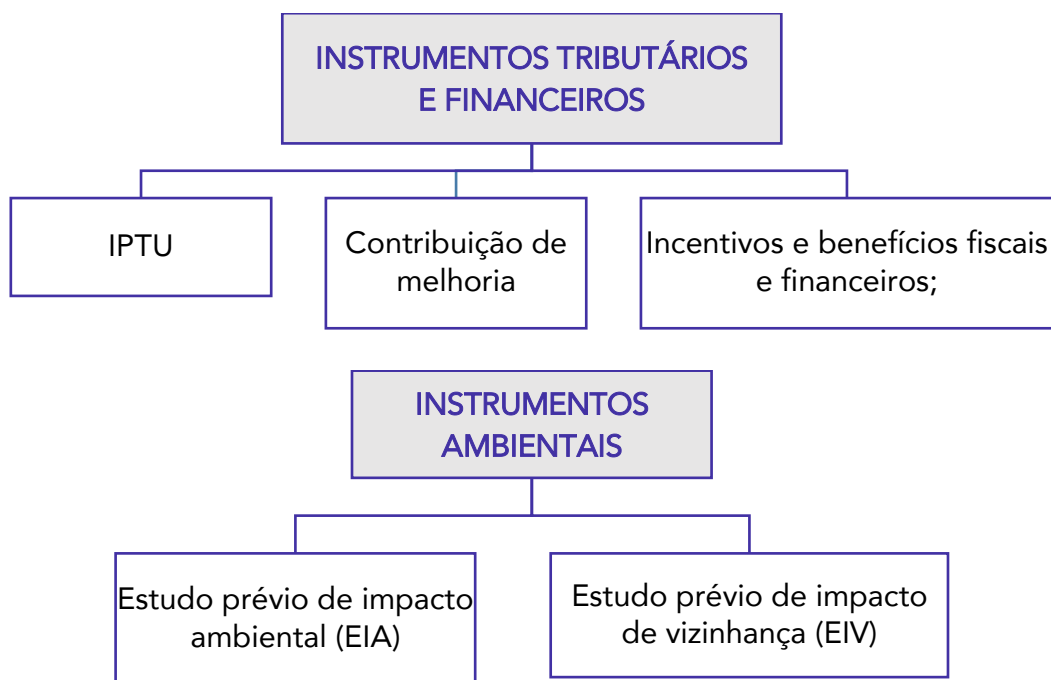 INSTRUMENTOS TRIBUTÁRIOS
E FINANCEIROS
IPTU
Contribuição de
melhoria
Incentivos e benefícios fiscais
e financeiros;
INSTRUMENTOS
AMBIENTAIS
Estudo prévio de impacto
ambiental (EIA)
Estudo prévio de impacto
de vizinhança (EIV)